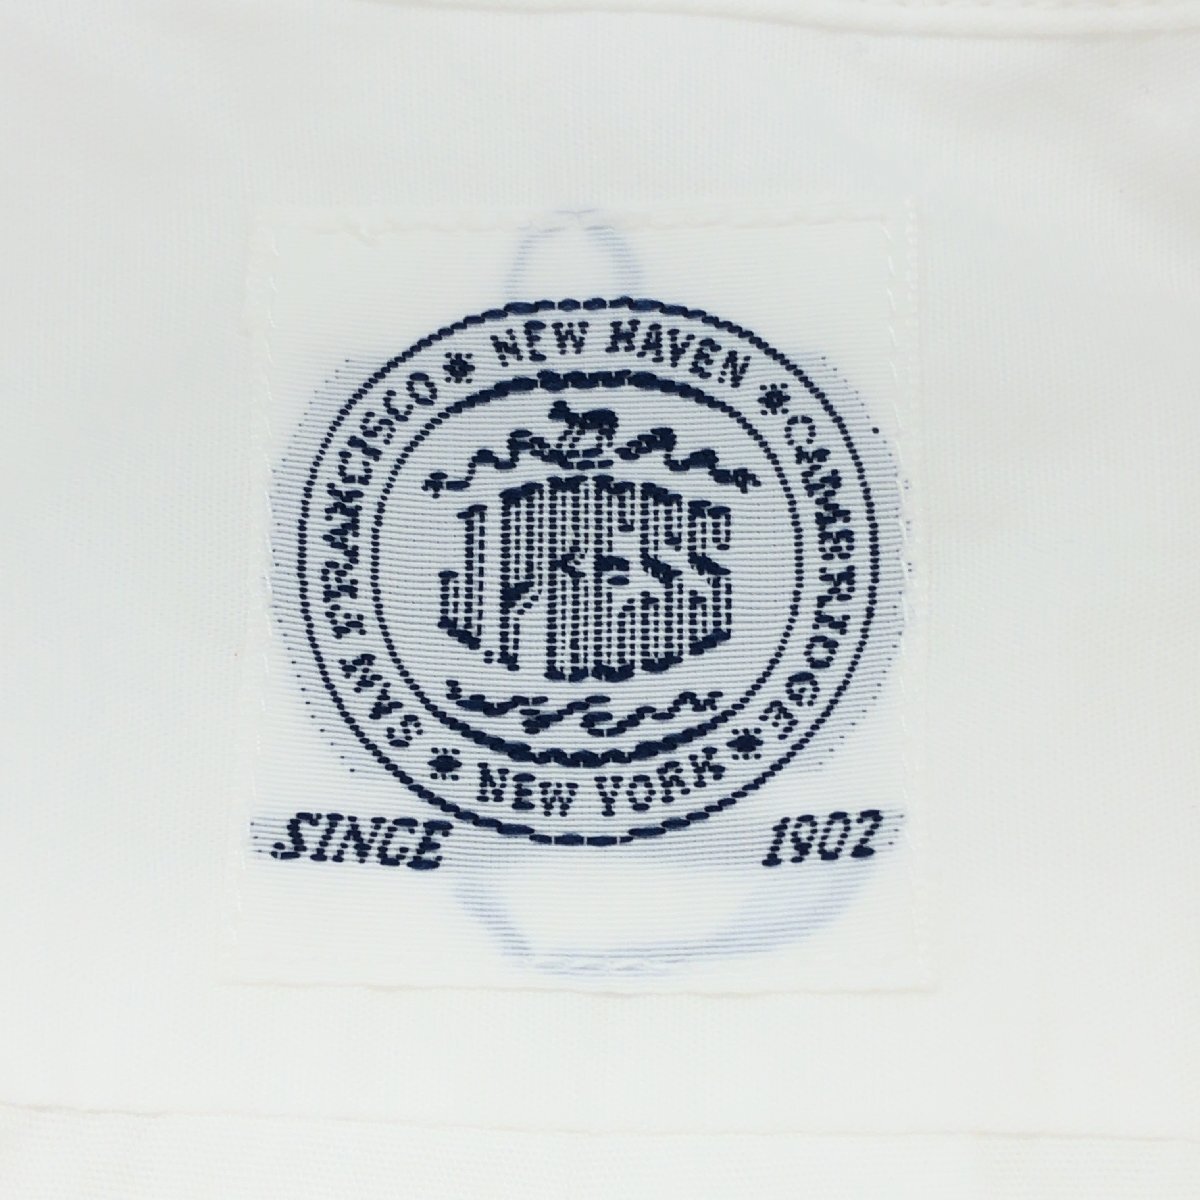 NEW HAVEN * CAMBRIDGE * NEW YORK * SAN FRANCISCO *
J.PRESS
SINCE 1902